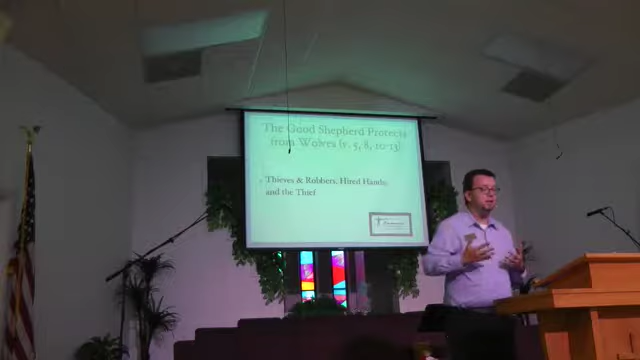 The Good Shepherd Protects
from Wolves (v. 5, 8, 10-13)
Thieves & Robbers, Hired Hands,
and the Thief